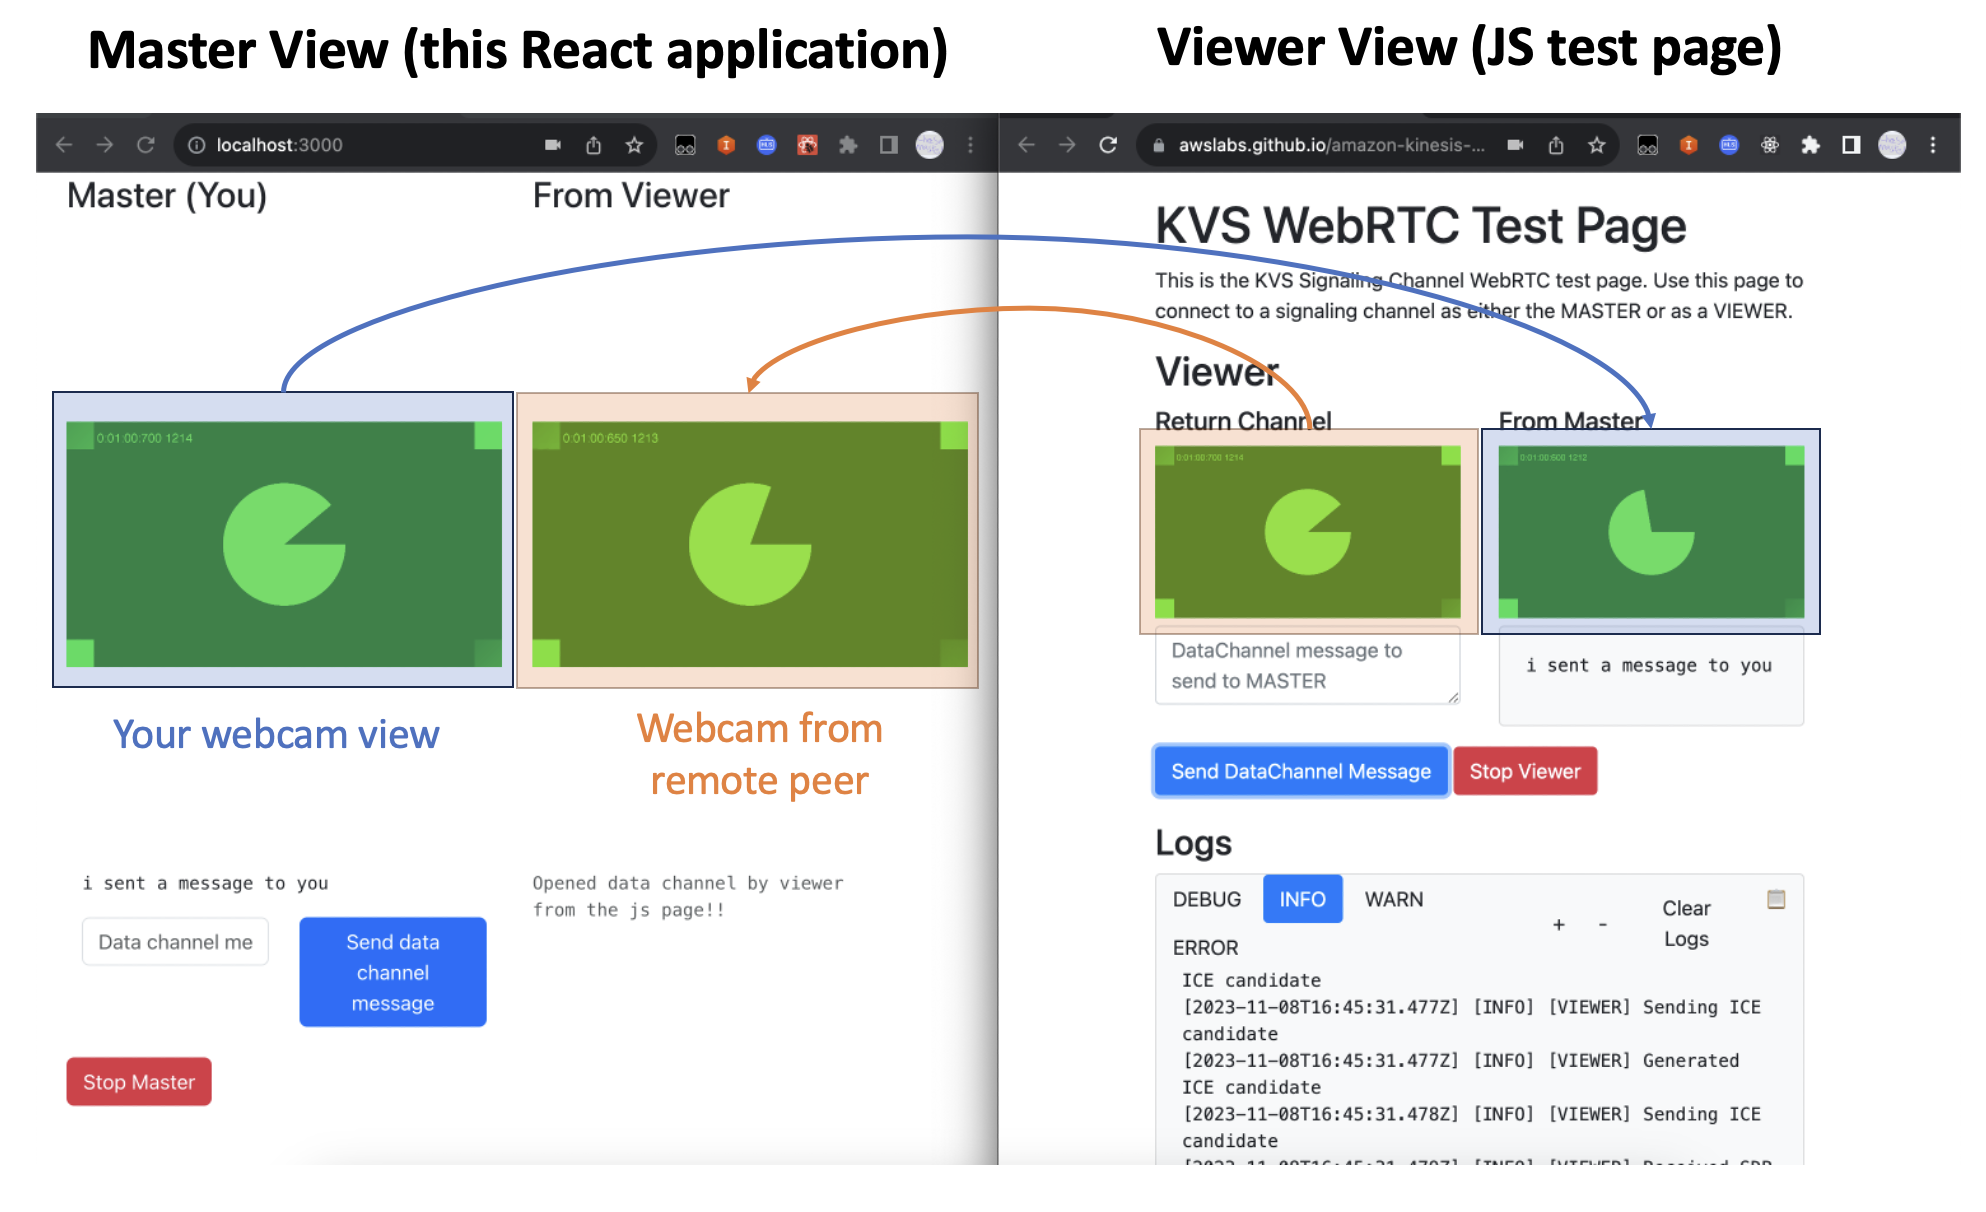 Master View (this React application)
Viewer View (JS test page)
localhost:3000
awslabs.github.io/amazon-kinesis-...
Master (You)
From Viewer
0:01:00:700 1214
0:01:00:650 1213
Your webcam view
Webcam from
remote peer
i sent a message to you
Data channel me
Send data
channel
message
Opened data channel by viewer
from the js page!!
Stop Master
KVS WebRTC Test Page
This is the KVS Signaling Channel WebRTC test page. Use this page to
connect to a signaling channel as either the MASTER or as a VIEWER.
Viewer
Return Channel
From Master
0:01:00:700 1214
0:01:00:600 1212
DataChannel message to
send to MASTER
i sent a message to you
Send DataChannel Message
Stop Viewer
Logs
DEBUG
INFO
WARN
ERROR
+
-
Clear
Logs
ICE candidate
[2023-11-08T16:45:31.477Z] [INFO] [VIEWER] Sending ICE
candidate
[2023-11-08T16:45:31.477Z] [INFO] [VIEWER] Generated
ICE candidate
[2023-11-08T16:45:31.478Z] [INFO] [VIEWER] Sending ICE
candidate